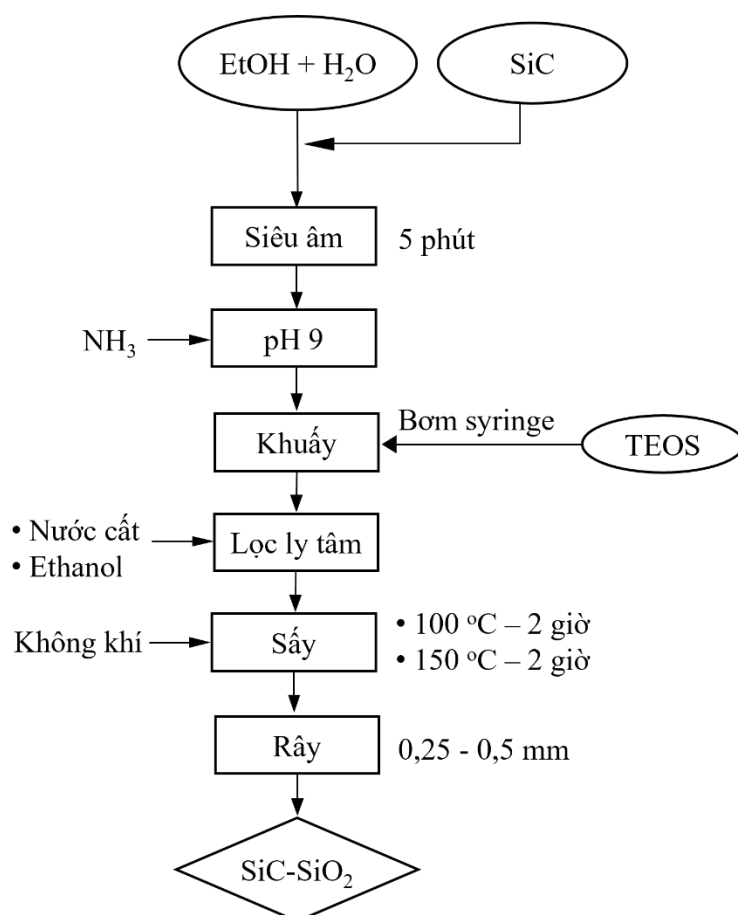 EtOH + H₂O
SiC
Siêu âm
5 phút
NH₃
pH 9
Khuấy
Bơm syringe
TEOS
• Nước cất
• Ethanol
Lọc ly tâm
Không khí
Sấy
• 100 ᵒC – 2 giờ
• 150 ᵒC – 2 giờ
Rây
0,25 - 0,5 mm
SiC-SiO₂